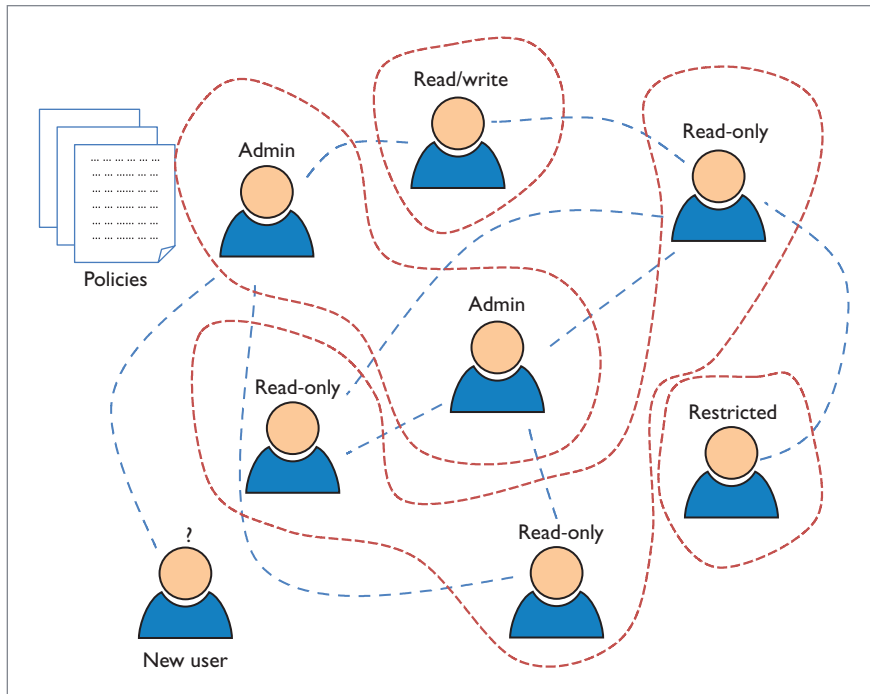 Read/write
Read-only
Admin
Policies
Admin
Read-only
Restricted
Read-only
?
New user